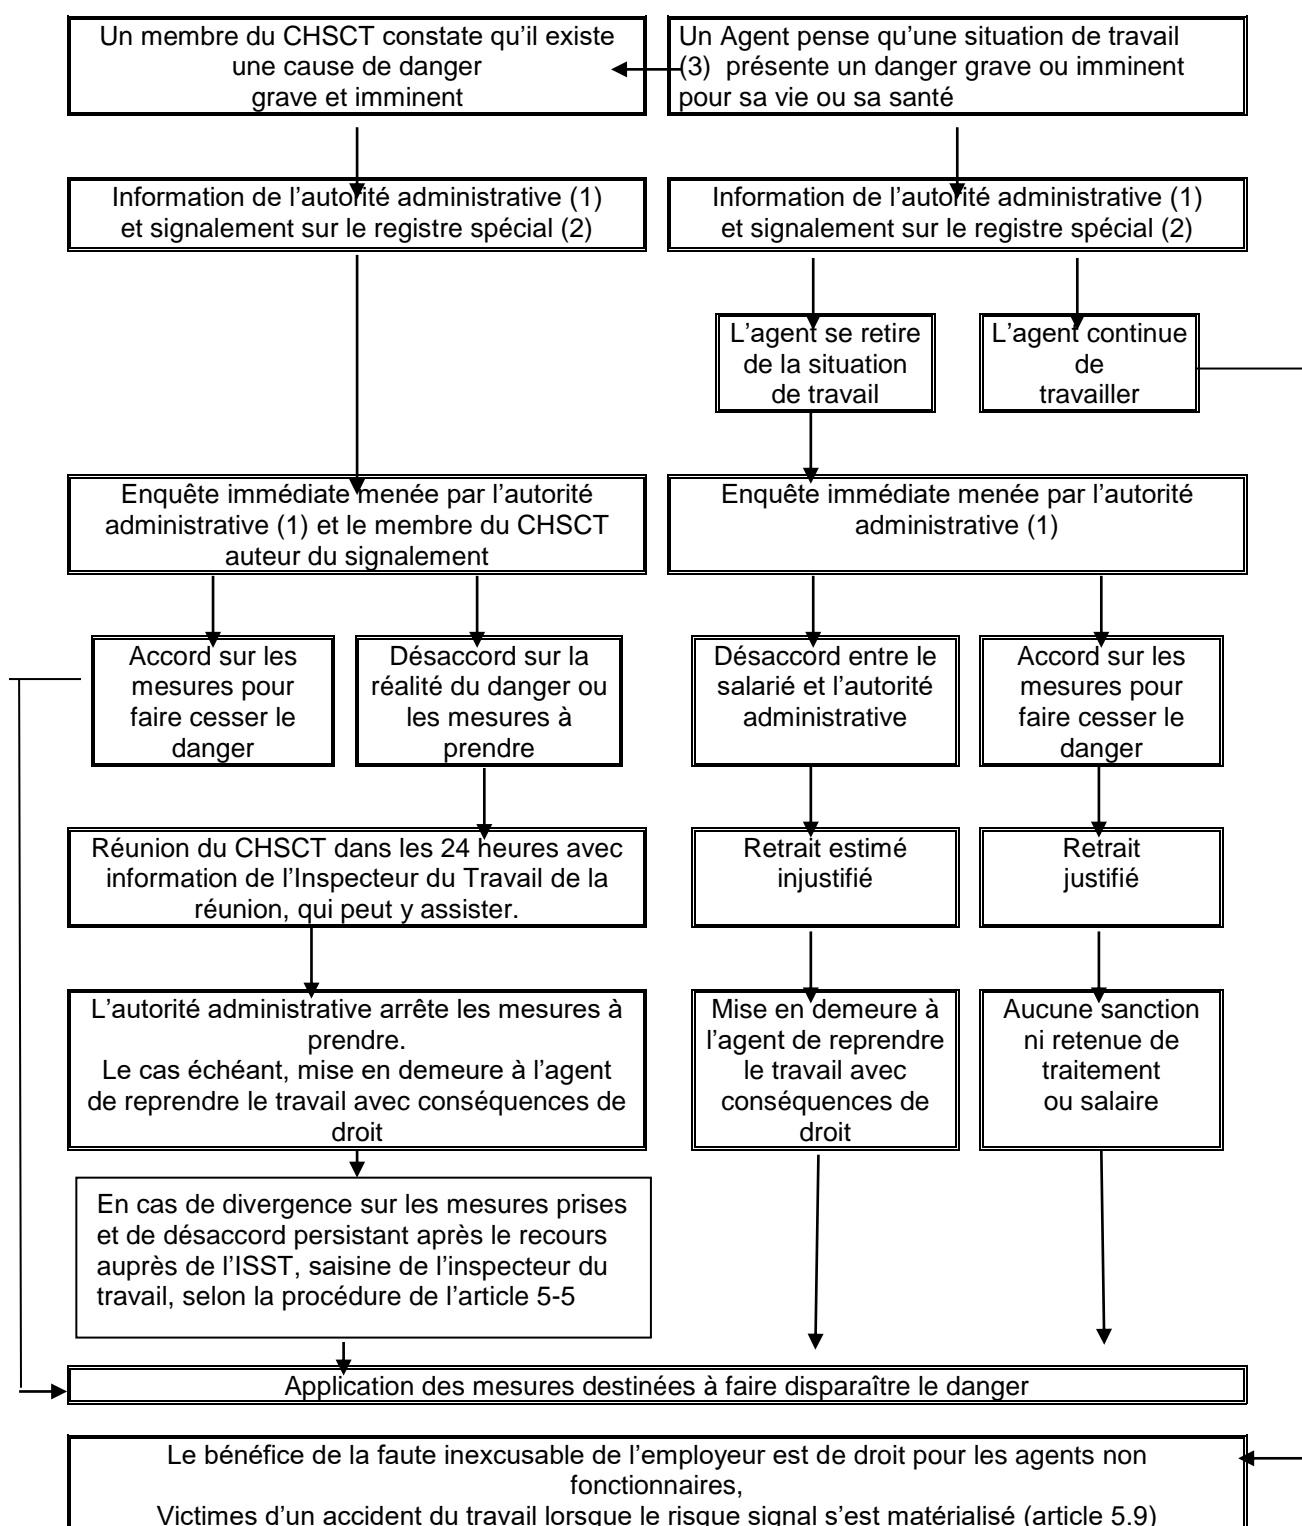 Un membre du CHSCT constate qu'il existe
une cause de danger
grave et imminent
Un Agent pense qu'une situation de travail
(3)  présente un danger grave ou imminent
pour sa vie ou sa santé
Information de l'autorité administrative (1)
et signalement sur le registre spécial (2)
Information de l'autorité administrative (1)
et signalement sur le registre spécial (2)
L'agent se retire
de la situation
de travail
L'agent continue
de
travailler
Enquête immédiate menée par l'autorité
administrative (1) et le membre du CHSCT
auteur du signalement
Enquête immédiate menée par l'autorité
administrative (1)
Accord sur les
mesures pour
faire cesser le
danger
Désaccord sur la
réalité du danger ou
les mesures à
prendre
Désaccord entre le
salarié et l'autorité
administrative
Accord sur les
mesures pour
faire cesser le
danger
Réunion du CHSCT dans les 24 heures avec
information de l'Inspecteur du Travail de la
réunion, qui peut y assister.
Retrait estimé
injustifié
Retrait
justifié
L'autorité administrative arrête les mesures à
prendre.
Le cas échéant, mise en demeure à l'agent
de reprendre le travail avec conséquences de
droit
Mise en demeure à
l'agent de reprendre
le travail avec
conséquences de
droit
Aucune sanction
ni retenue de
traitement
ou salaire
En cas de divergence sur les mesures prises
et de désaccord persistant après le recours
auprès de l'ISST, saisine de l'inspecteur du
travail, selon la procédure de l'article 5-5
Application des mesures destinées à faire disparaître le danger
Le bénéfice de la faute inexcusable de l'employeur est de droit pour les agents non
fonctionnaires,
Victimes d'un accident du travail lorsque le risque signal s'est matérialisé (article 5.9)